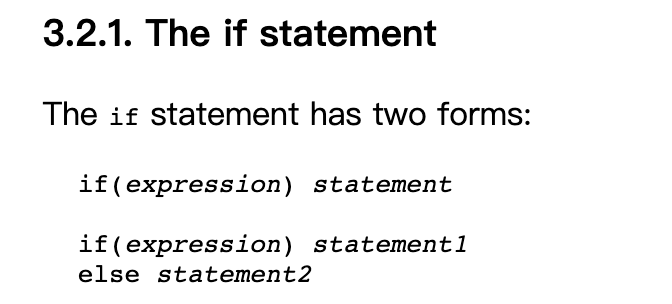 3.2.1. The if statement
The if statement has two forms:
if(expression) statement
if(expression) statement1
else statement2